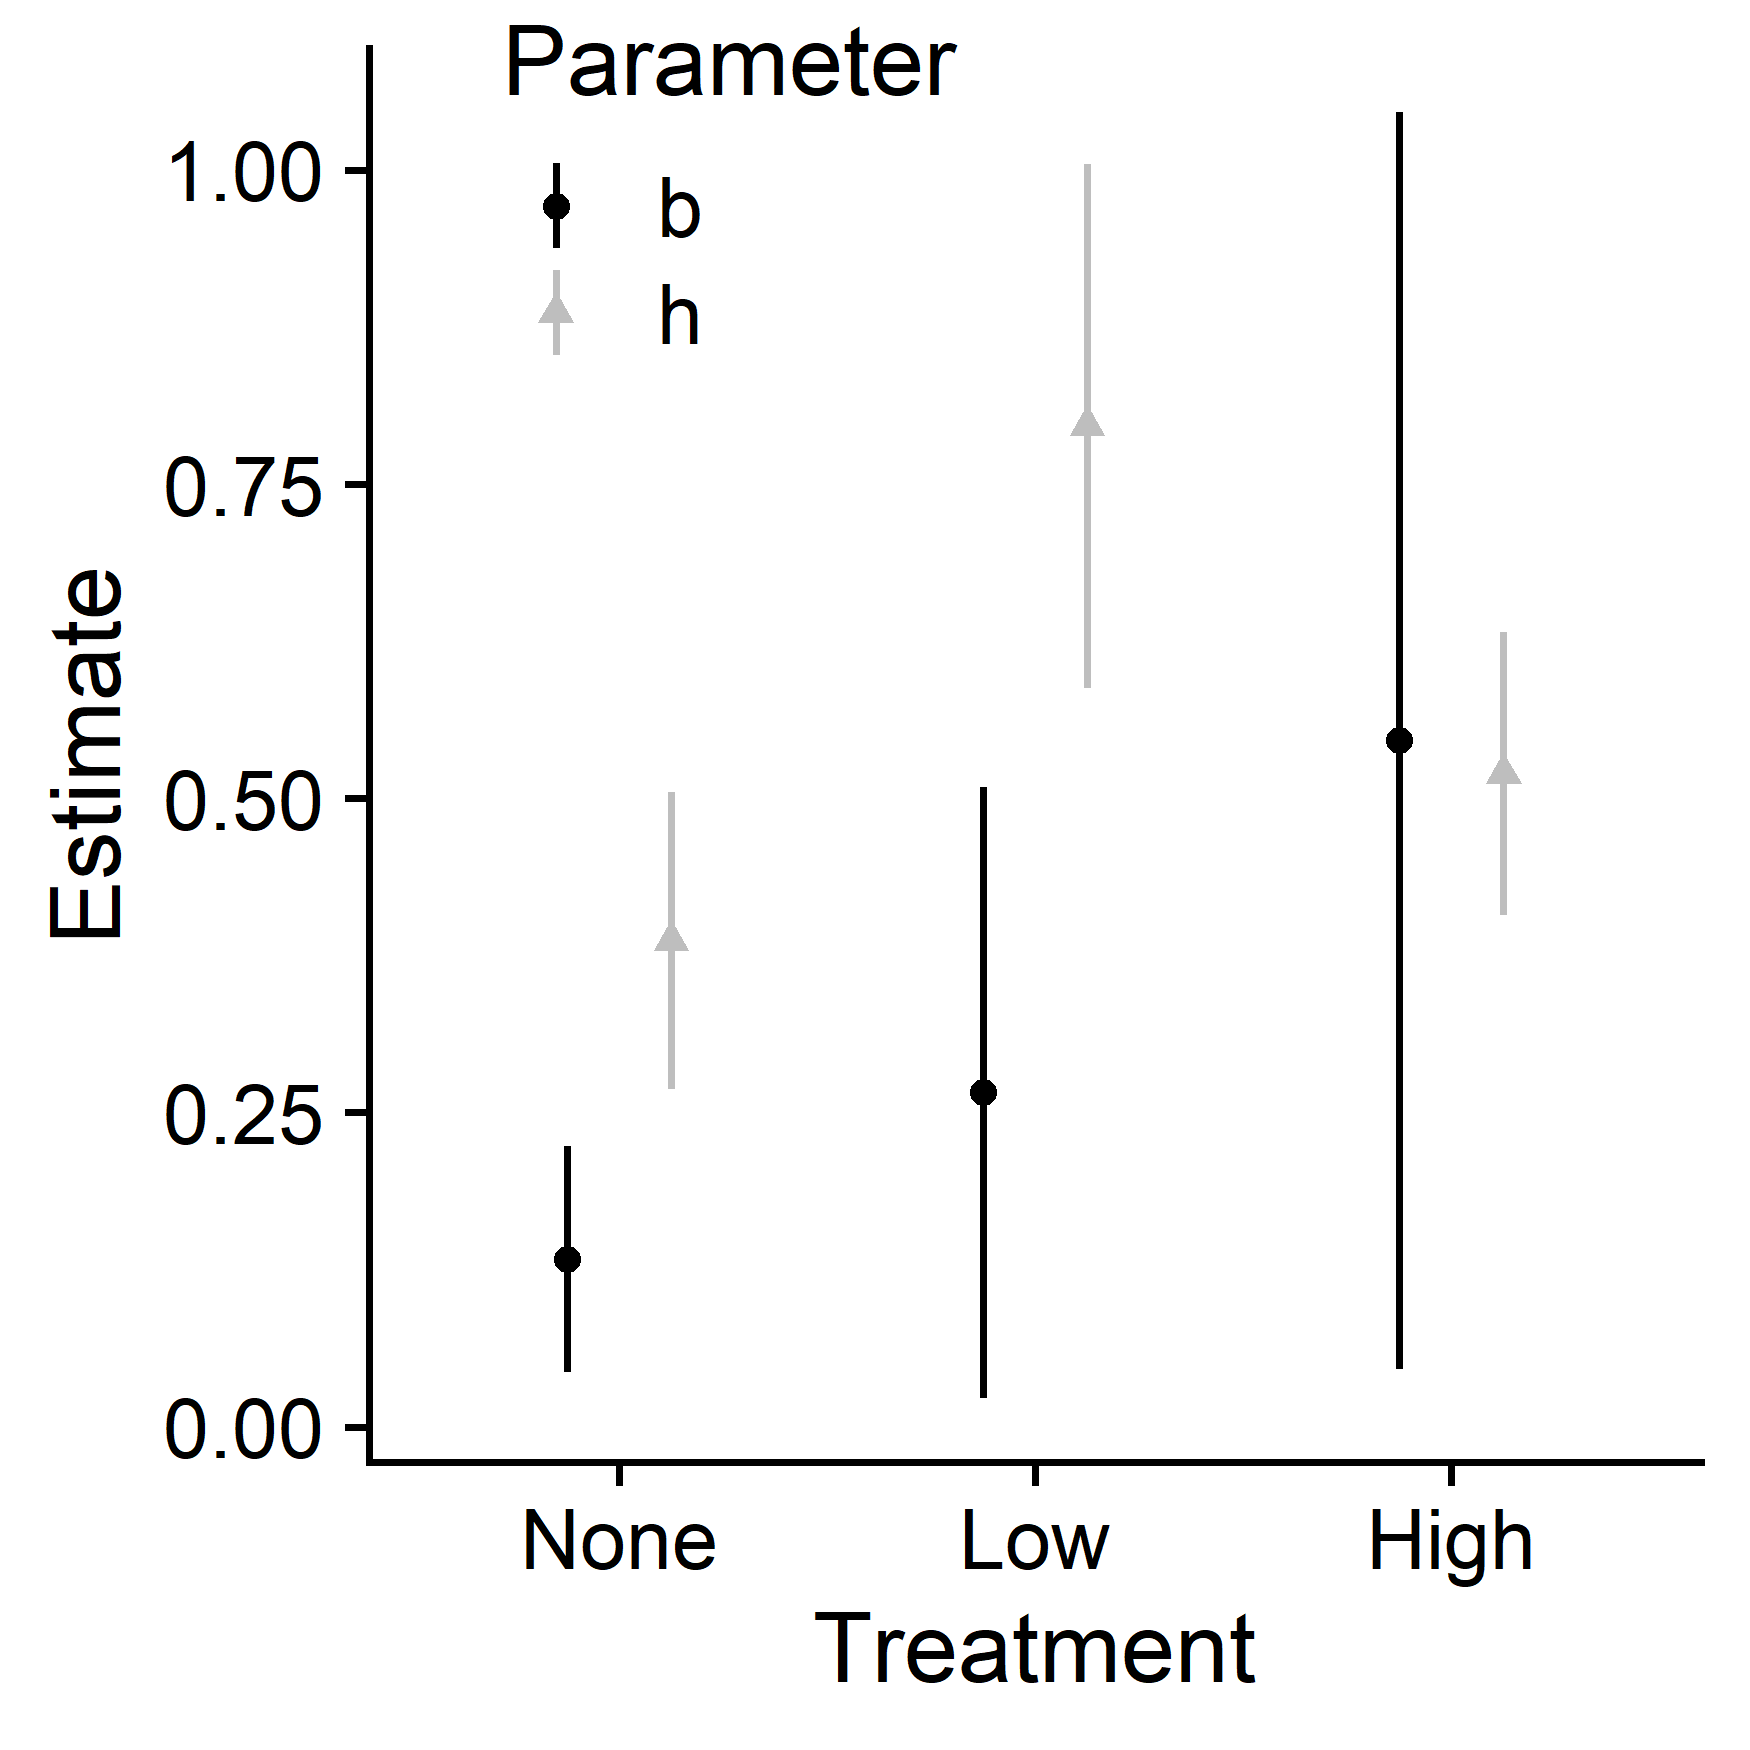 Parameter
b
h
1.00
0.75
0.50
0.25
0.00
Estimate
None Low High
Treatment